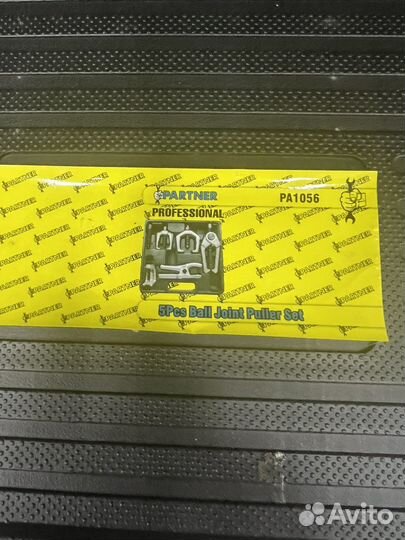 PARTNER
PA1056
PROFESSIONAL
5Pcs Ball Joint Puller Set
Avito